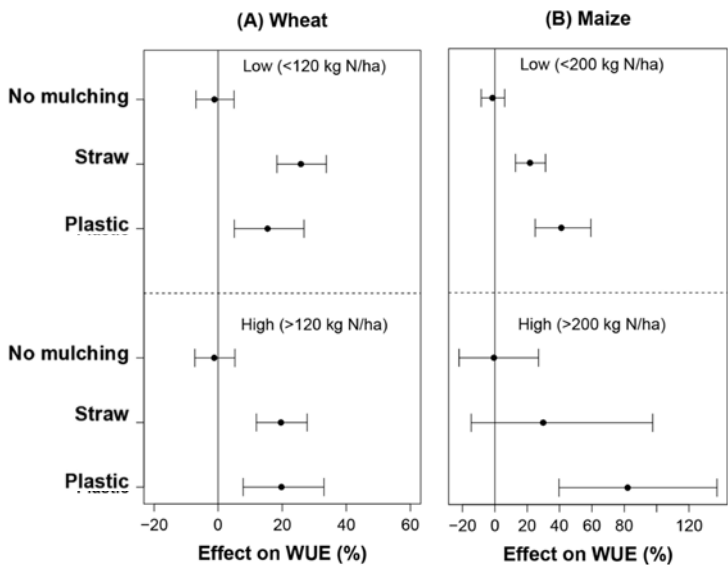 (A) Wheat
(B) Maize
Low (<120 kg N/ha)
Low (<200 kg N/ha)
No mulching
Straw
Plastic
High (>120 kg N/ha)
High (>200 kg N/ha)
No mulching
Straw
Plastic
−20 0 20 40 60
−20 0 20 40 60 80 120
Effect on WUE (%)
Effect on WUE (%)